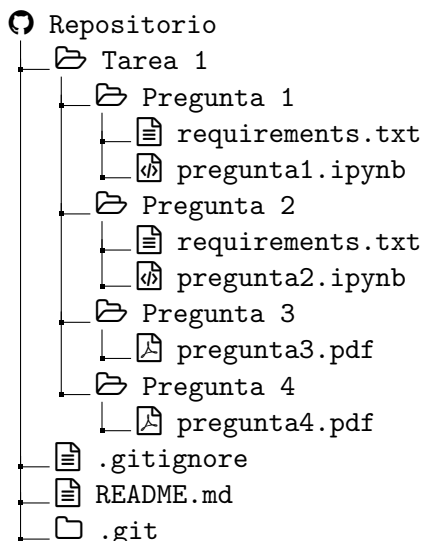 Repositorio
Tarea 1
Pregunta 1
requirements.txt
pregunta1.ipynb
Pregunta 2
requirements.txt
pregunta2.ipynb
Pregunta 3
pregunta3.pdf
Pregunta 4
pregunta4.pdf
.gitignore
README.md
.git